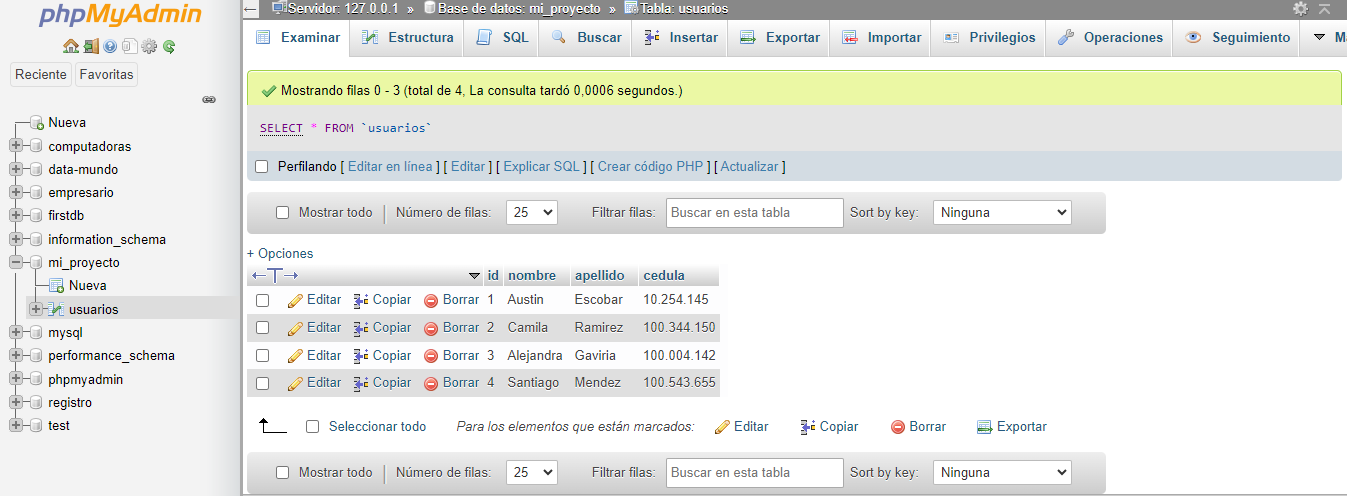 phpMyAdmin
Reciente Favoritas
Nueva
computadoras
data-mundo
empresario
firstdb
information_schema
mi_proyecto
Nueva
usuarios
mysql
performance_schema
phpmyadmin
registro
test
Servidor: 127.0.0.1 » Base de datos: mi_proyecto » Tabla: usuarios
Examinar Estructura SQL Buscar Insertar Exportar Importar Privilegios Operaciones Seguimiento
Mostrando filas 0 - 3 (total de 4, La consulta tardó 0,0006 segundos.)
SELECT * FROM `usuarios`
Perfilando [ Editar en línea ] [ Editar ] [ Explicar SQL ] [ Crear código PHP ] [ Actualizar ]
Mostrar todo | Número de filas: 25 Filtrar filas: Buscar en esta tabla Sort by key: Ninguna
+ Opciones
←T→ id nombre apellido cedula
Editar Copiar Borrar 1 Austin Escobar 10.254.145
Editar Copiar Borrar 2 Camila Ramirez 100.344.150
Editar Copiar Borrar 3 Alejandra Gaviria 100.004.142
Editar Copiar Borrar 4 Santiago Mendez 100.543.655
Seleccionar todo Para los elementos que están marcados: Editar Copiar Borrar Exportar
Mostrar todo | Número de filas: 25 Filtrar filas: Buscar en esta tabla Sort by key: Ninguna